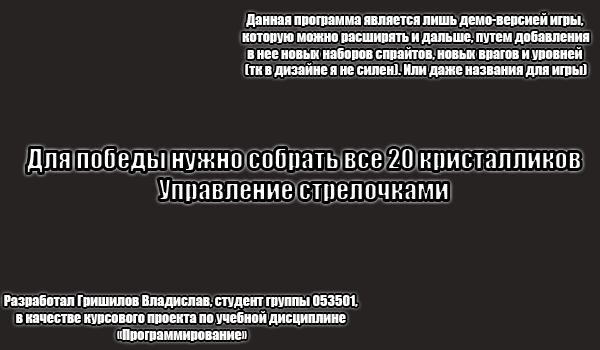 Данная программа является лишь демо-версией игры,
которую можно расширять и дальше, путем добавления
в нее новых наборов спрайтов, новых врагов и уровней
(тк в дизайне я не силен). Или даже названия для игры)
Для победы нужно собрать все 20 кристалликов
Управление стрелочками
Разработал Гришилов Владислав, студент группы 053501,
в качестве курсового проекта по учебной дисциплине
«Программирование»